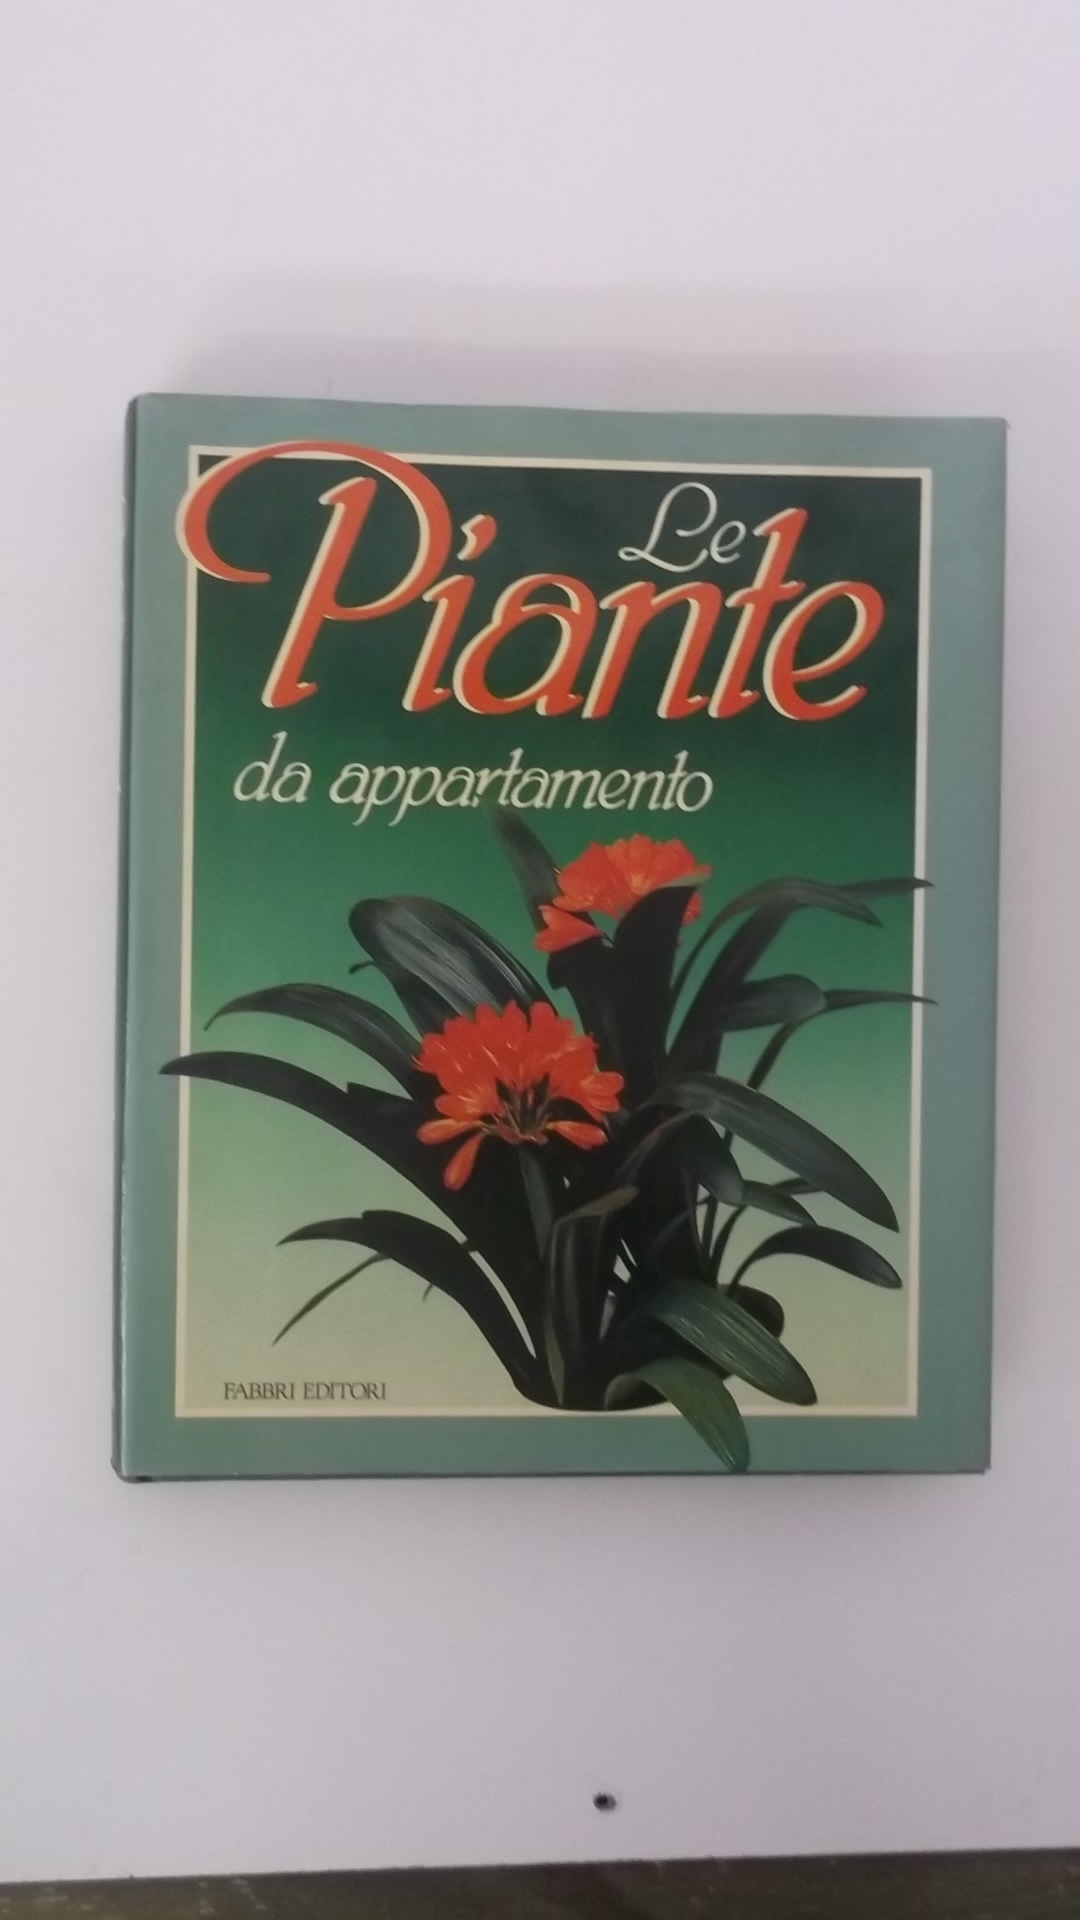 Le
Piante
da appartamento
FABBRI EDITORI